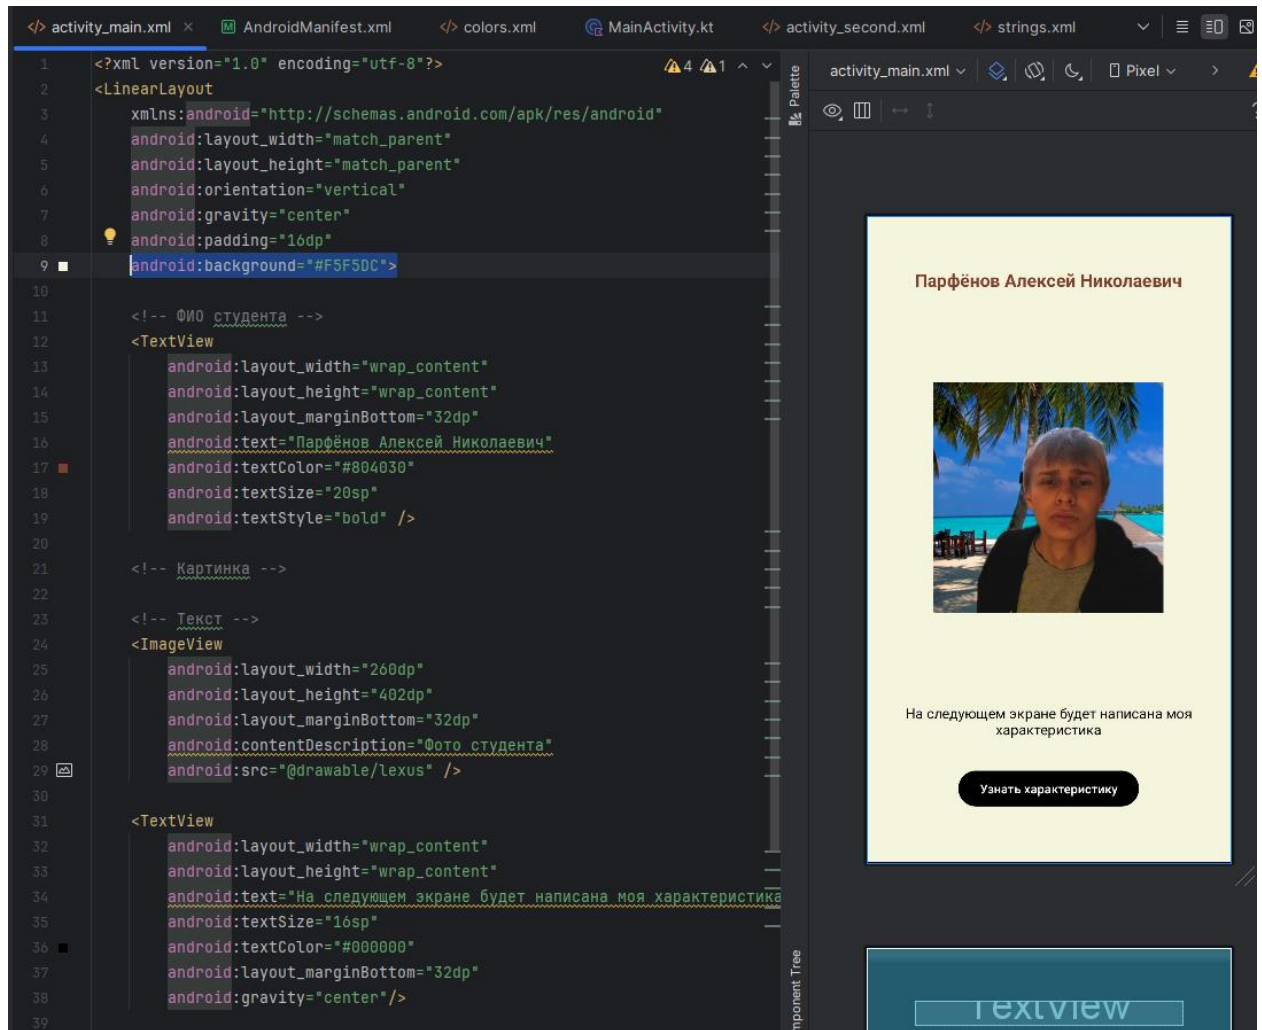 activity_main.xml
AndroidManifest.xml
colors.xml
MainActivity.kt
activity_second.xml
strings.xml
1 <?xml version="1.0" encoding="utf-8"?>
4 1
2 <LinearLayout
3 xmlns:android="http://schemas.android.com/apk/res/android"
4 android:layout_width="match_parent"
5 android:layout_height="match_parent"
6 android:orientation="vertical"
7 android:gravity="center"
8 android:padding="16dp"
9 android:background="#F5F5DC">
10
11 <!-- ФИО студента -->
12 <TextView
13 android:layout_width="wrap_content"
14 android:layout_height="wrap_content"
15 android:layout_marginBottom="32dp"
16 android:text="Парфёнов Алексей Николаевич"
17 android:textColor="#804030"
18 android:textSize="20sp"
19 android:textStyle="bold" />
20
21 <!-- Картинка -->
22
23 <!-- Текст -->
24 <ImageView
25 android:layout_width="260dp"
26 android:layout_height="402dp"
27 android:layout_marginBottom="32dp"
28 android:contentDescription="Фото студента"
29 android:src="@drawable/lexus" />
30
31 <TextView
32 android:layout_width="wrap_content"
33 android:layout_height="wrap_content"
34 android:text="На следующем экране будет написана моя характеристика
35 android:textSize="16sp"
36 android:textColor="#000000"
37 android:layout_marginBottom="32dp"
38 android:gravity="center"/>
39
Palette
activity_main.xml
Pixel
Парфёнов Алексей Николаевич
На следующем экране будет написана моя
характеристика
Узнать характеристику
TextView
Tree